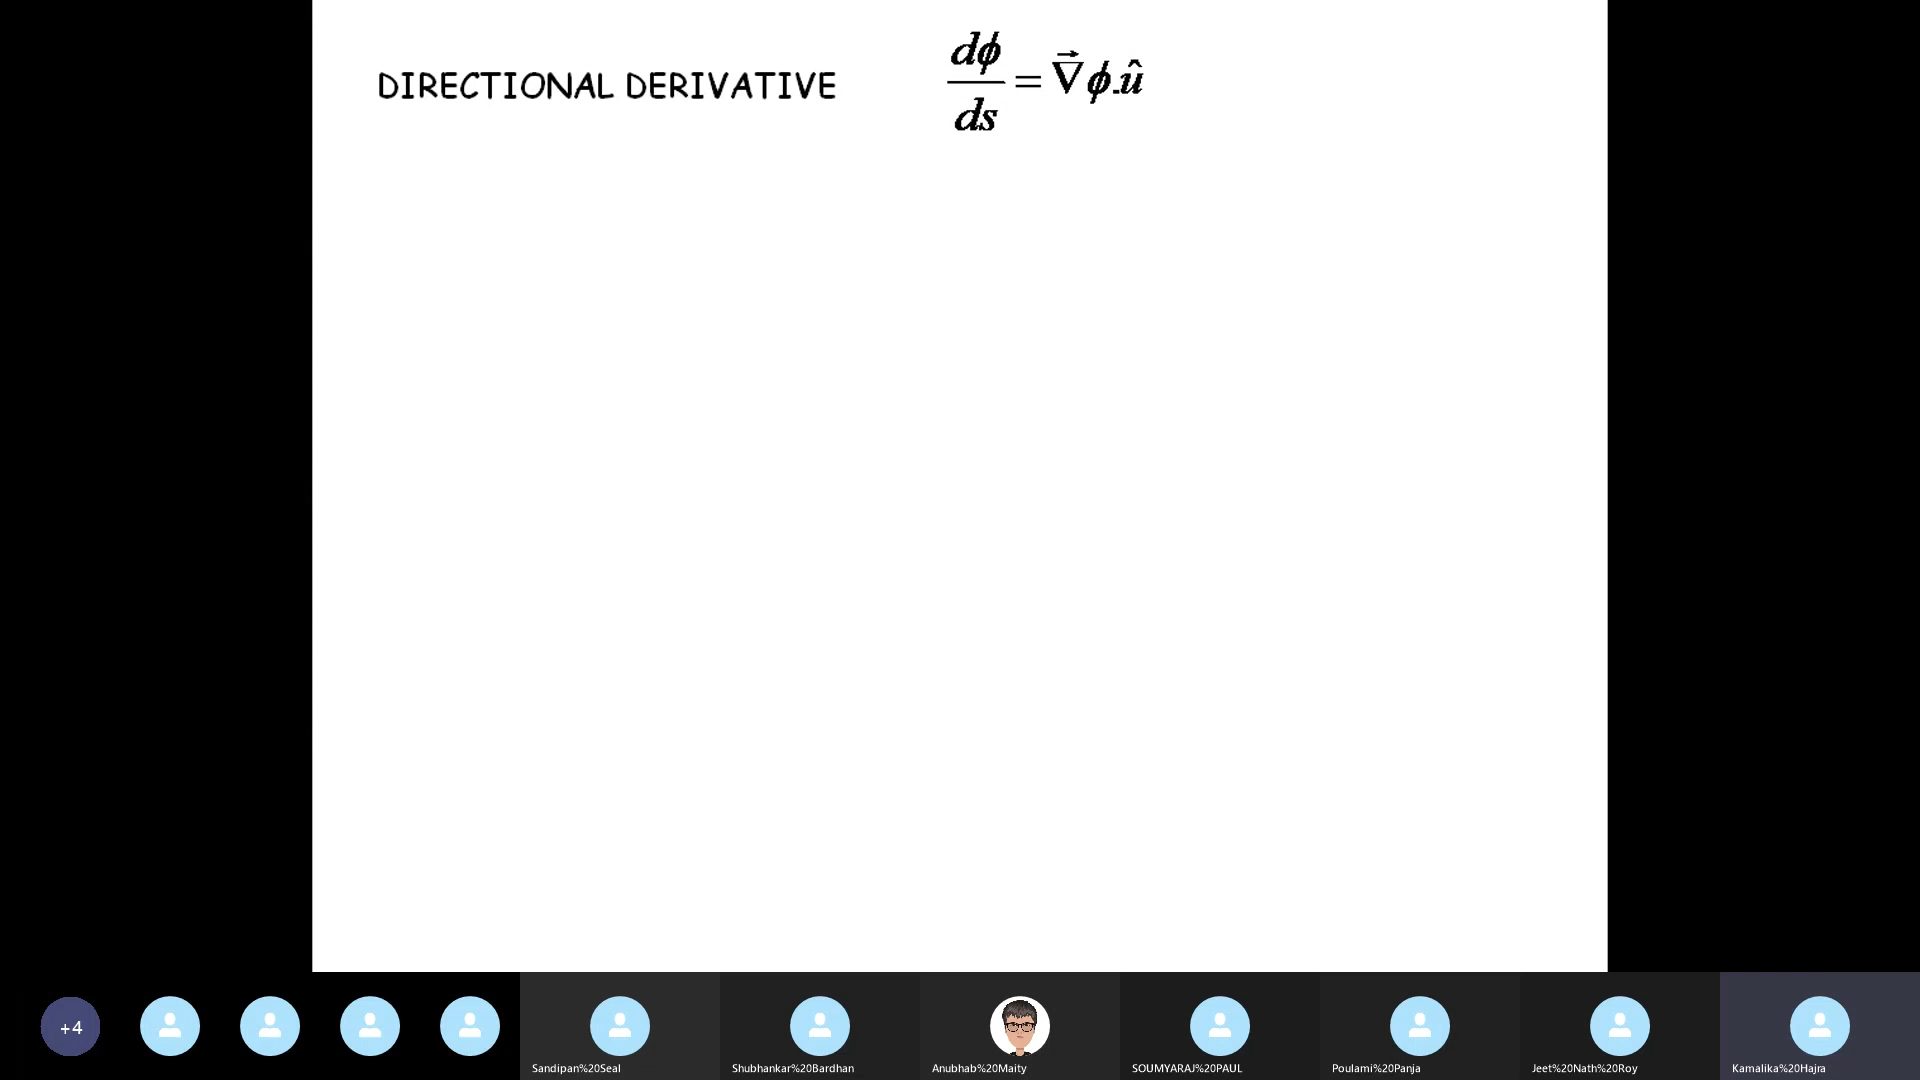 DIRECTIONAL DERIVATIVE
dϕ/ds = ∇⃗ϕ.û
+4
Sandipan%20Seal
Shubhankar%20Bardhan
Anubhab%20Maity
SOUMYARAJ%20PAUL
Poulami%20Panja
Jeet%20Nath%20Roy
Kamalika%20Hajra